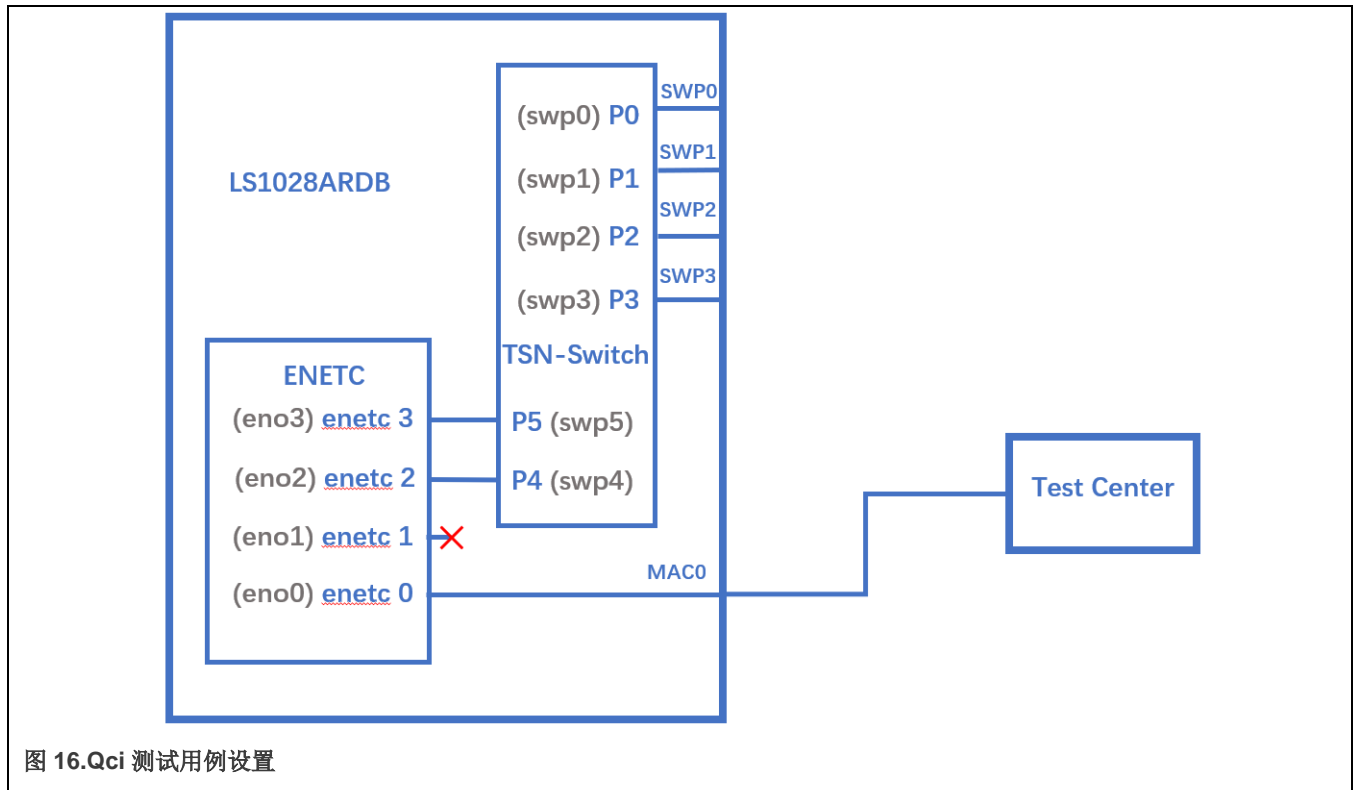 SWP0
(swp0) P0
SWP1
LS1028ARDB
(swp1) P1
SWP2
(swp2) P2
SWP3
(swp3) P3
TSN-Switch
ENETC
(eno3) enetc 3
P5 (swp5)
(eno2) enetc 2
P4 (swp4)
Test Center
(eno1) enetc 1
MAC0
(eno0) enetc 0
图 16.Qci 测试用例设置